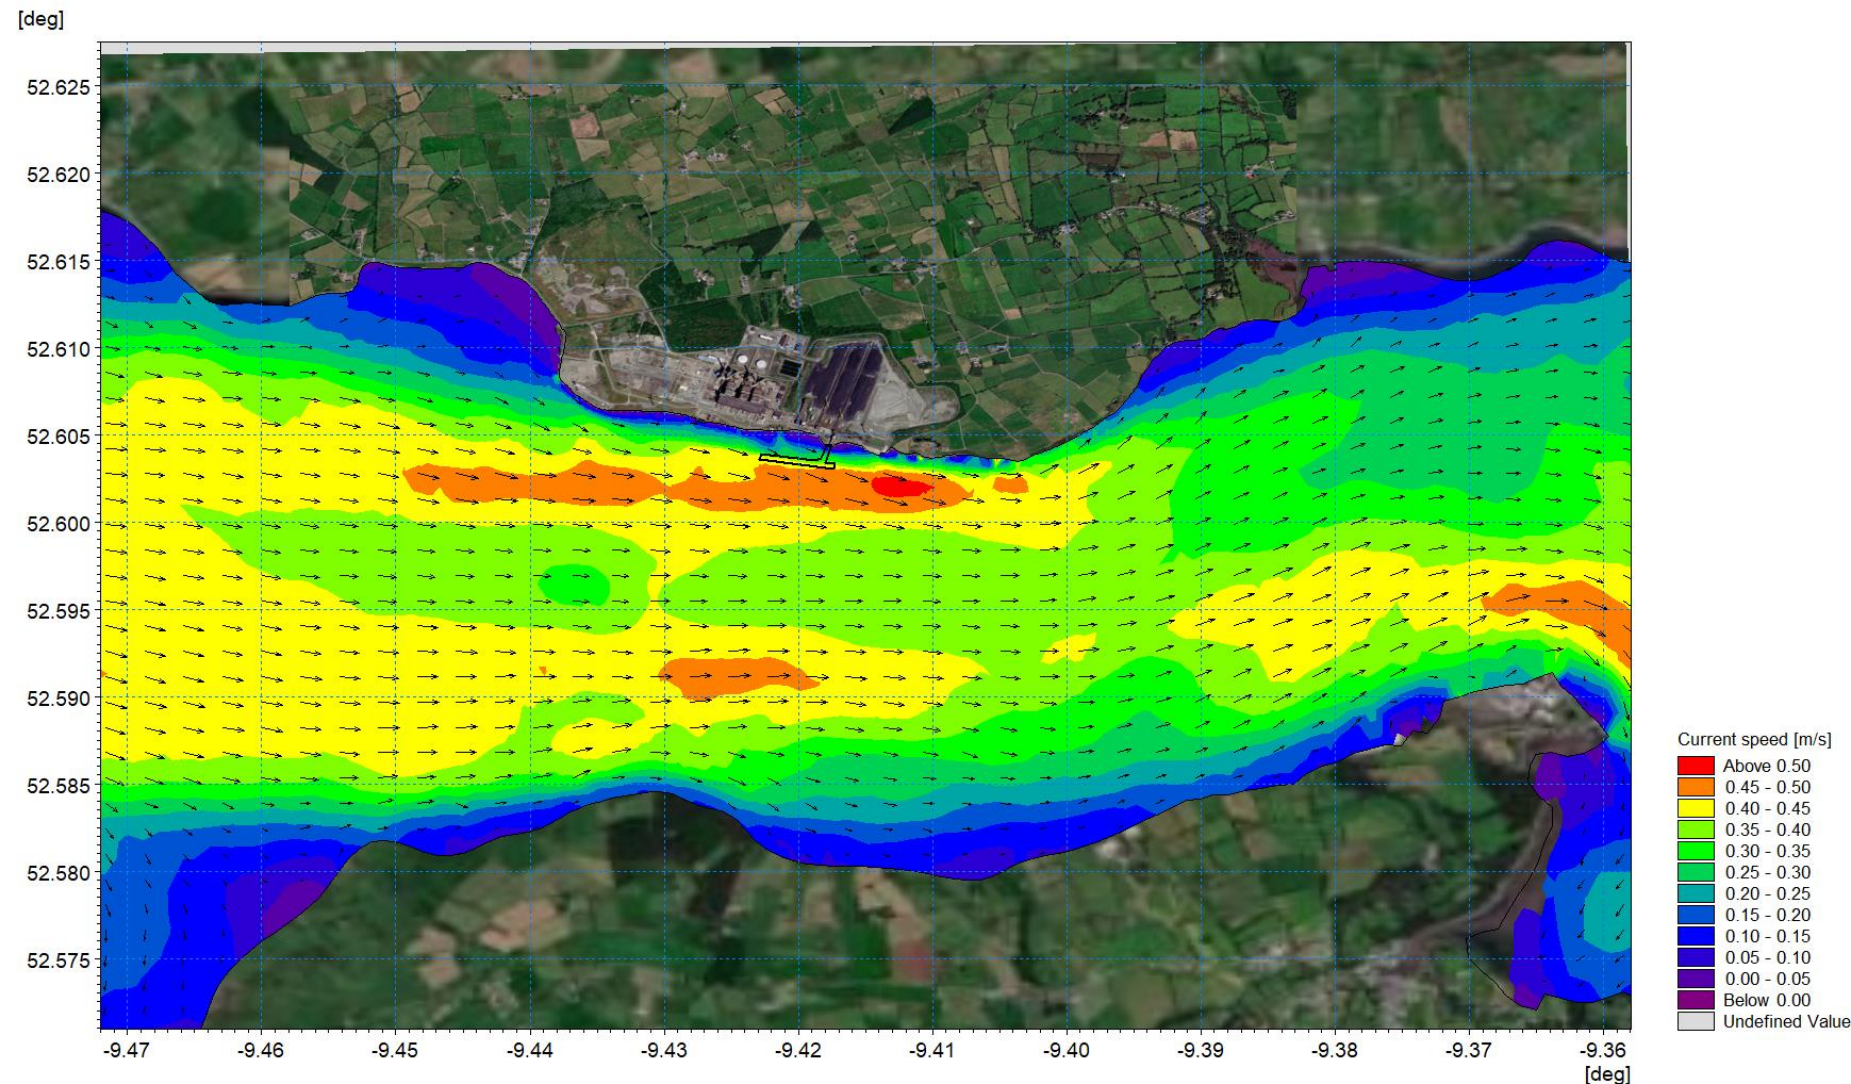 [deg]
52.625
52.620
52.615
52.610
52.605
52.600
52.595
52.590
52.585
52.580
52.575
-9.47 -9.46 -9.45 -9.44 -9.43 -9.42 -9.41 -9.40 -9.39 -9.38 -9.37 -9.36
[deg]
Current speed [m/s]
Above 0.50
0.45 - 0.50
0.40 - 0.45
0.35 - 0.40
0.30 - 0.35
0.25 - 0.30
0.20 - 0.25
0.15 - 0.20
0.10 - 0.15
0.05 - 0.10
0.00 - 0.05
Below 0.00
Undefined Value